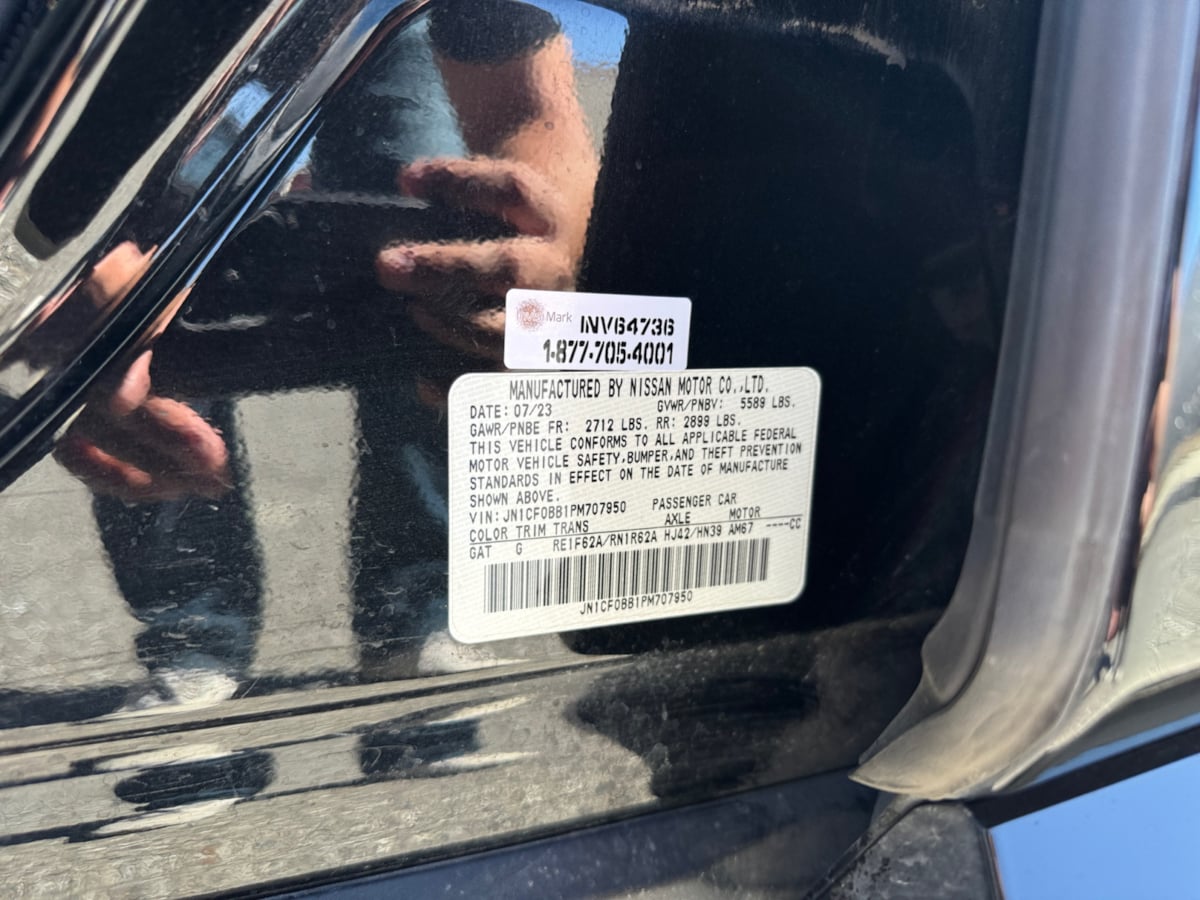 Mark INV64736
1-877-705-4001
MANUFACTURED BY NISSAN MOTOR CO.,LTD.
DATE: 07/23 GVWR/PNBV: 5589 LBS.
GAWR/PNBE FR: 2712 LBS. RR: 2899 LBS.
THIS VEHICLE CONFORMS TO ALL APPLICABLE FEDERAL
MOTOR VEHICLE SAFETY,BUMPER,AND THEFT PREVENTION
STANDARDS IN EFFECT ON THE DATE OF MANUFACTURE
SHOWN ABOVE.
VIN: JN1CF0BB1PM707950 PASSENGER CAR
COLOR TRIM TRANS AXLE MOTOR
GAT G RE1F62A/RN1R62A HJ42/HN39 AM67 ----CC
JN1CF0BB1PM707950